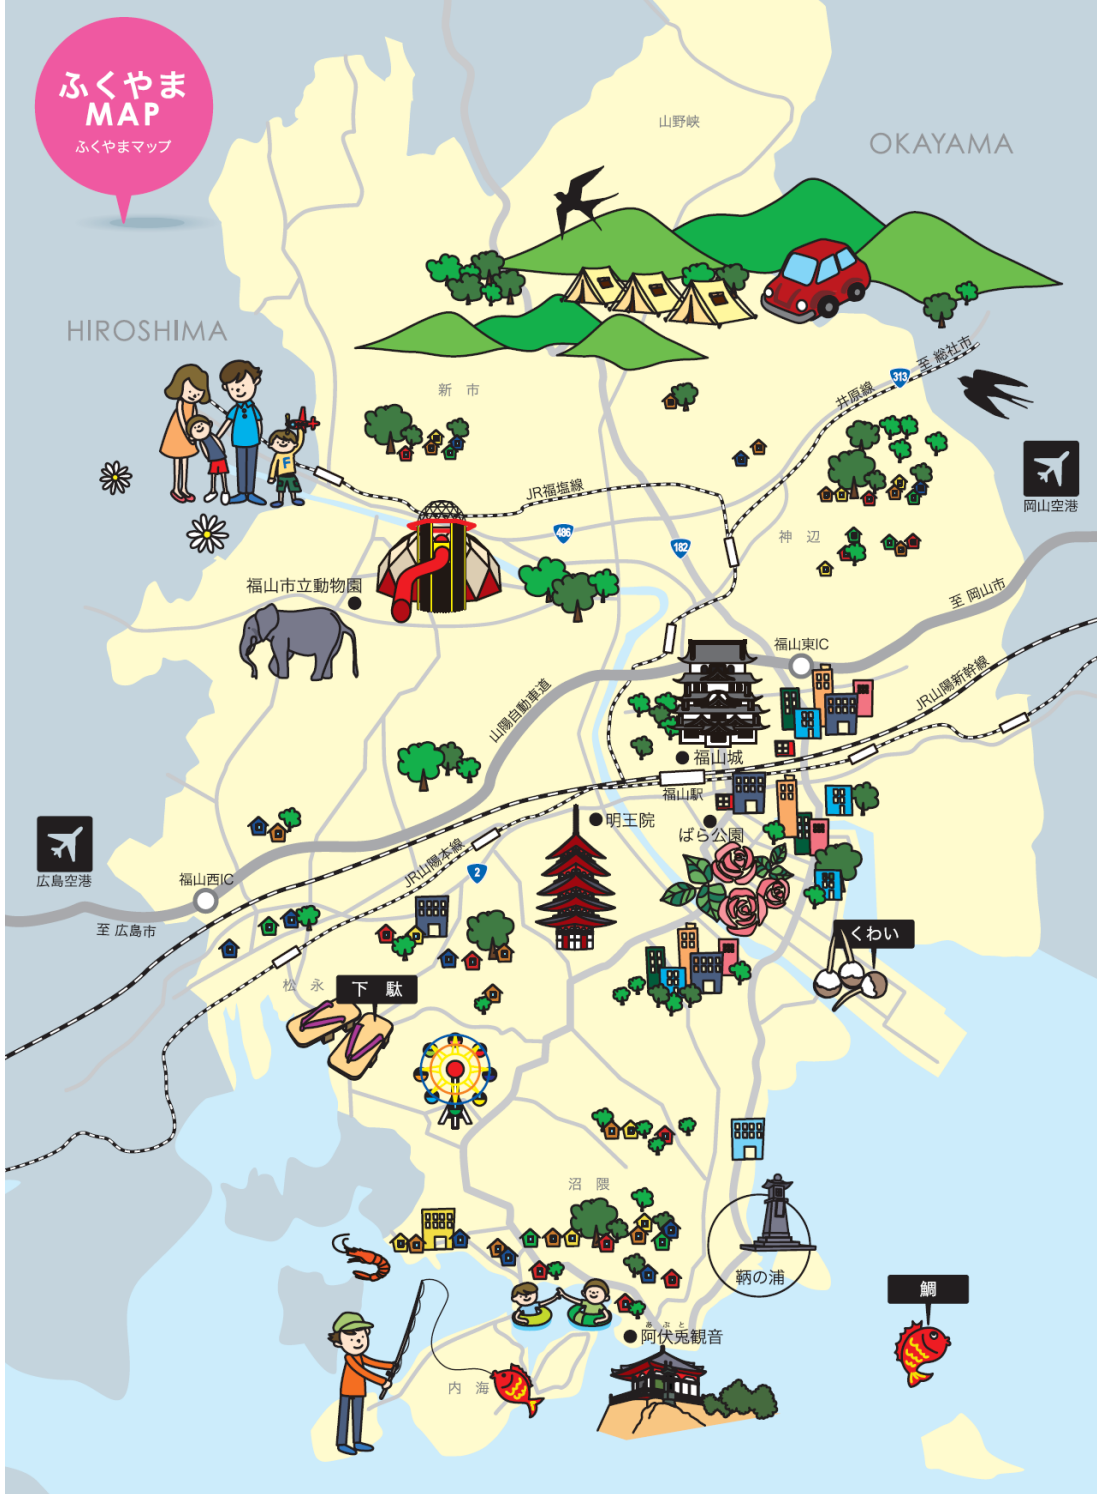 ふくやま
MAP
ふくやまマップ
山野峡
OKAYAMA
HIROSHIMA
至 総社市
313
井原線
新 市
F
JR福塩線
岡山空港
486
182
神 辺
福山市立動物園
至 岡山市
福山東IC
JR山陽新幹線
山陽自動車道
福山城
福山駅
明王院
ばら公園
広島空港
福山西IC
JR山陽本線
2
至 広島市
くわい
松 永
下 駄
沼 隈
鞆の浦
鯛
あぶと
阿伏兎観音
内 海